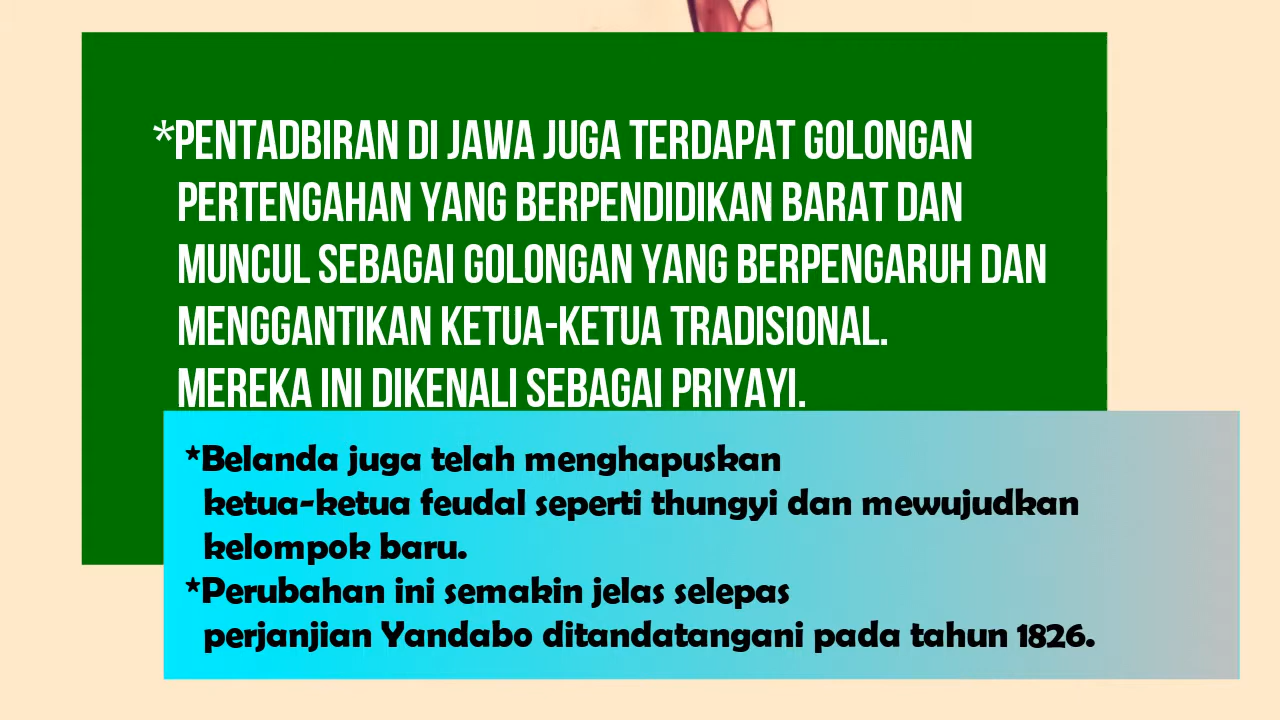 *PENTADBIRAN DI JAWA JUGA TERDAPAT GOLONGAN
PERTENGAHAN YANG BERPENDIDIKAN BARAT DAN
MUNCUL SEBAGAI GOLONGAN YANG BERPENGARUH DAN
MENGGANTIKAN KETUA-KETUA TRADISIONAL.
MEREKA INI DIKENALI SEBAGAI PRIYAYI.
*Belanda juga telah menghapuskan
ketua-ketua feudal seperti thungyi dan mewujudkan
kelompok baru.
*Perubahan ini semakin jelas selepas
perjanjian Yandabo ditandatangani pada tahun 1826.